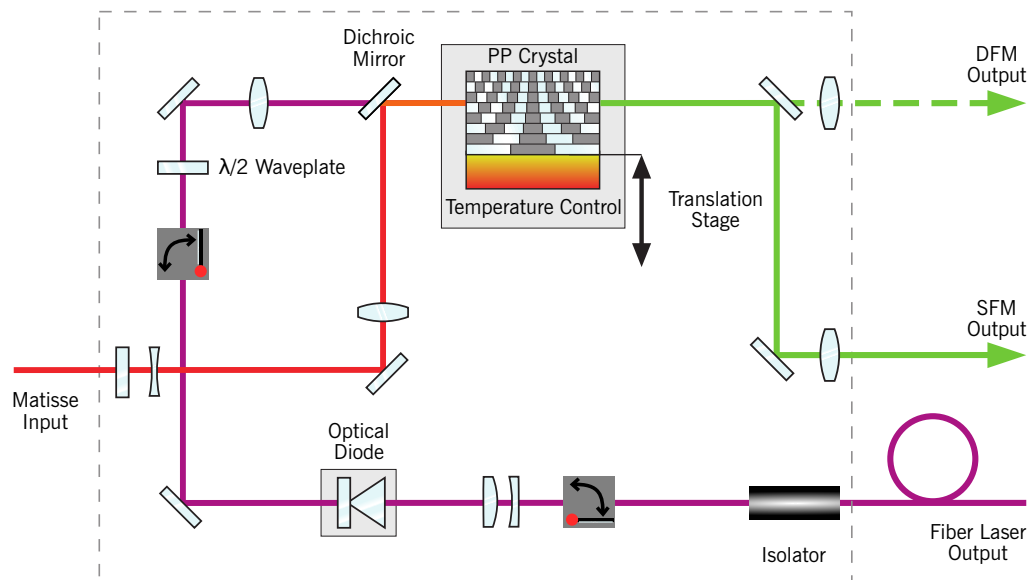 Dichroic
Mirror
PP Crystal
DFM
Output
λ/2 Waveplate
Temperature Control
Translation
Stage
SFM
Output
Matisse
Input
Optical
Diode
Isolator
Fiber Laser
Output